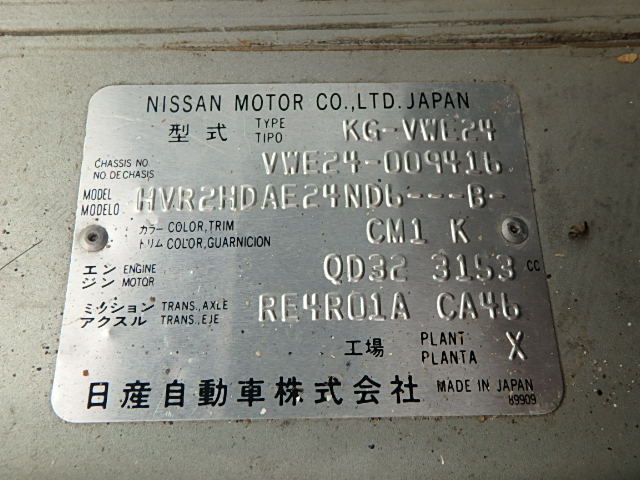 NISSAN MOTOR CO.,LTD. JAPAN
型式 TYPE TIPO KG-VWE24
CHASSIS NO. NO. DE CHASIS VWE24-009416
MODEL MODELO HVR2HDAE24ND6---B-
カラー COLOR, TRIM
トリム COLOR, GUARNICION CM1 K
エンジン ENGINE MOTOR QD32 3153 CC
ミッション TRANS., AXLE
アクスル TRANS., EJE RE4R01A CA46
工場 PLANT PLANTA X
日産自動車株式会社 MADE IN JAPAN
89909